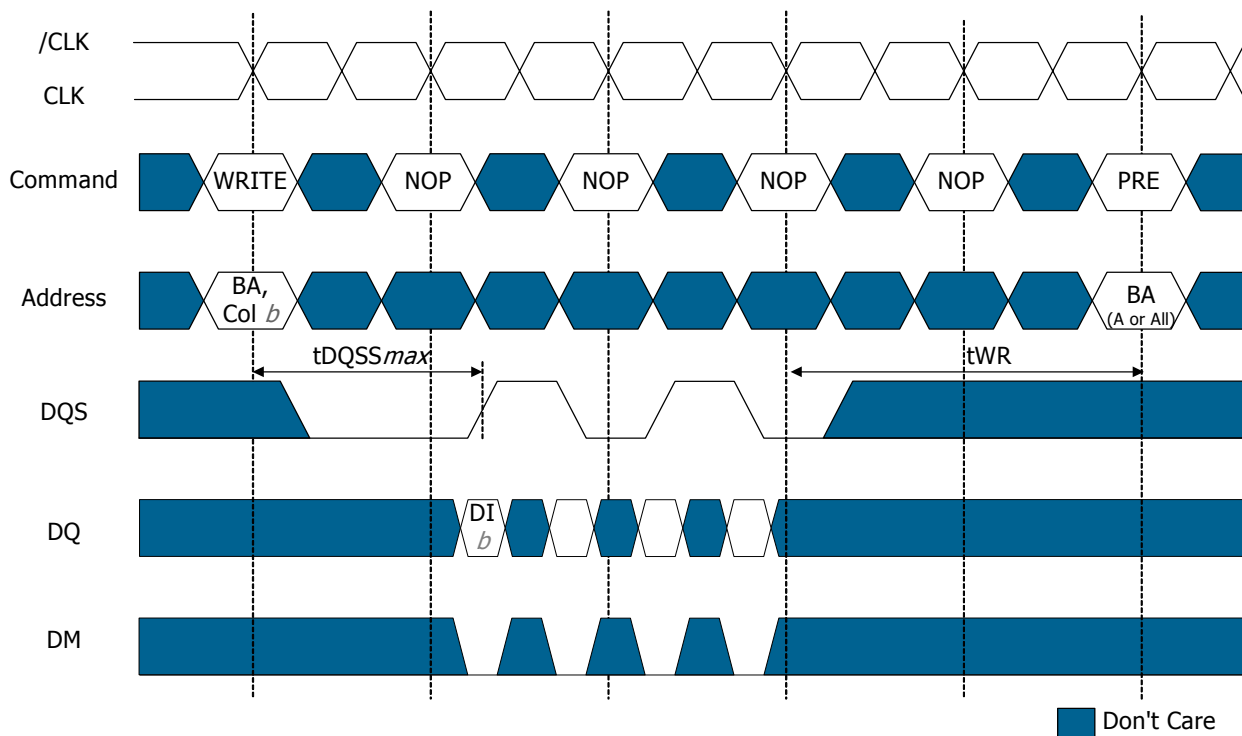 /CLK
CLK
Command
WRITE
NOP
NOP
NOP
NOP
PRE
Address
BA,
Col b
BA
(A or All)
tDQSSmax
tWR
DQS
DQ
DI
b
DM
Don't Care